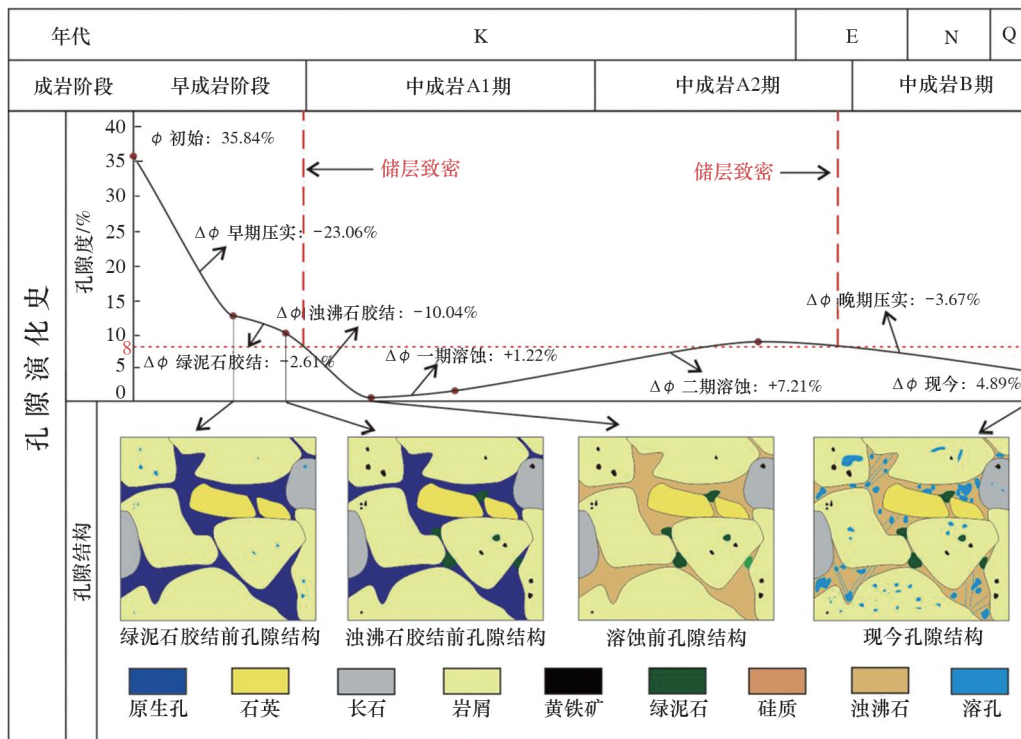 年代 K E N Q
成岩阶段 早成岩阶段 中成岩A1期 中成岩A2期 中成岩B期
孔隙演化史
孔隙度/%
40
35
30
25
20
15
10
8
5
0
φ 初始：35.84%
储层致密
储层致密
Δφ 早期压实：-23.06%
Δφ 浊沸石胶结：-10.04%
Δφ 晚期压实：-3.67%
Δφ 绿泥石胶结：-2.61%
Δφ 一期溶蚀：+1.22%
Δφ 二期溶蚀：+7.21%
Δφ 现今：4.89%
孔隙结构
绿泥石胶结前孔隙结构 浊沸石胶结前孔隙结构 溶蚀前孔隙结构 现今孔隙结构
原生孔 石英 长石 岩屑 黄铁矿 绿泥石 硅质 浊沸石 溶孔